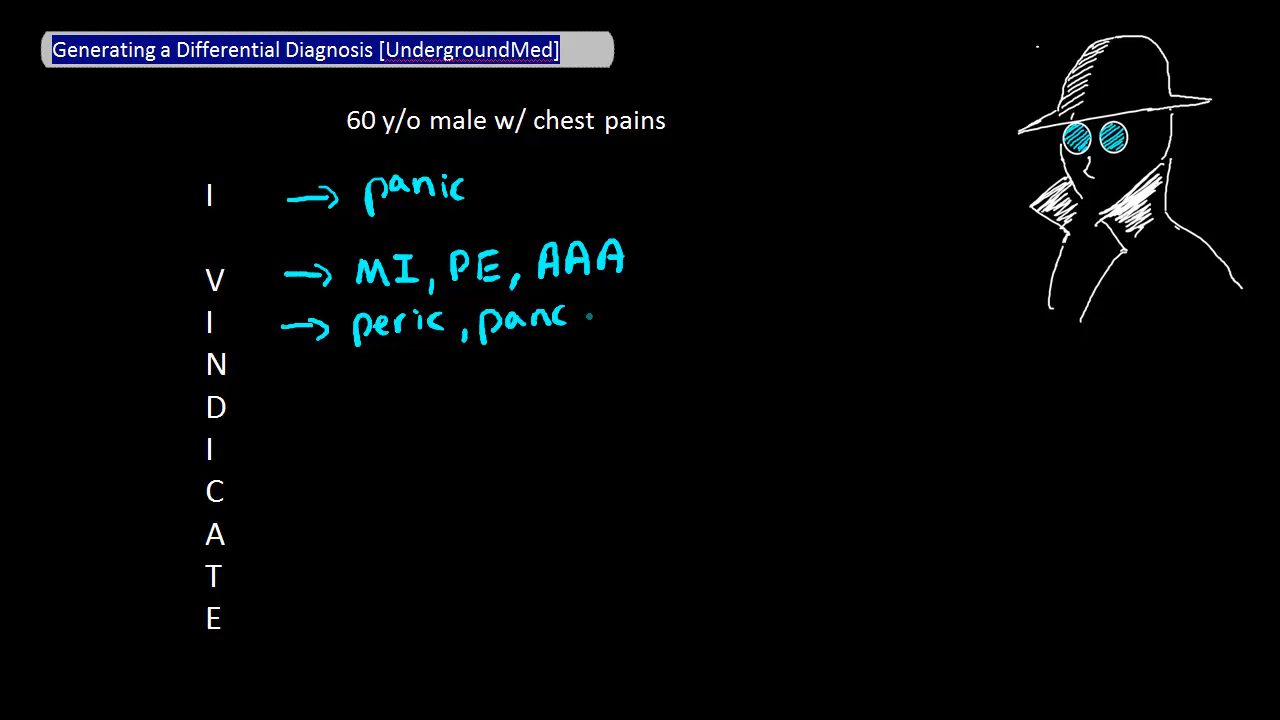 Generating a Differential Diagnosis [UndergroundMed]
60 y/o male w/ chest pains
I → panic
V → MI, PE, AAA
I → peric, panc
N
D
I
C
A
T
E